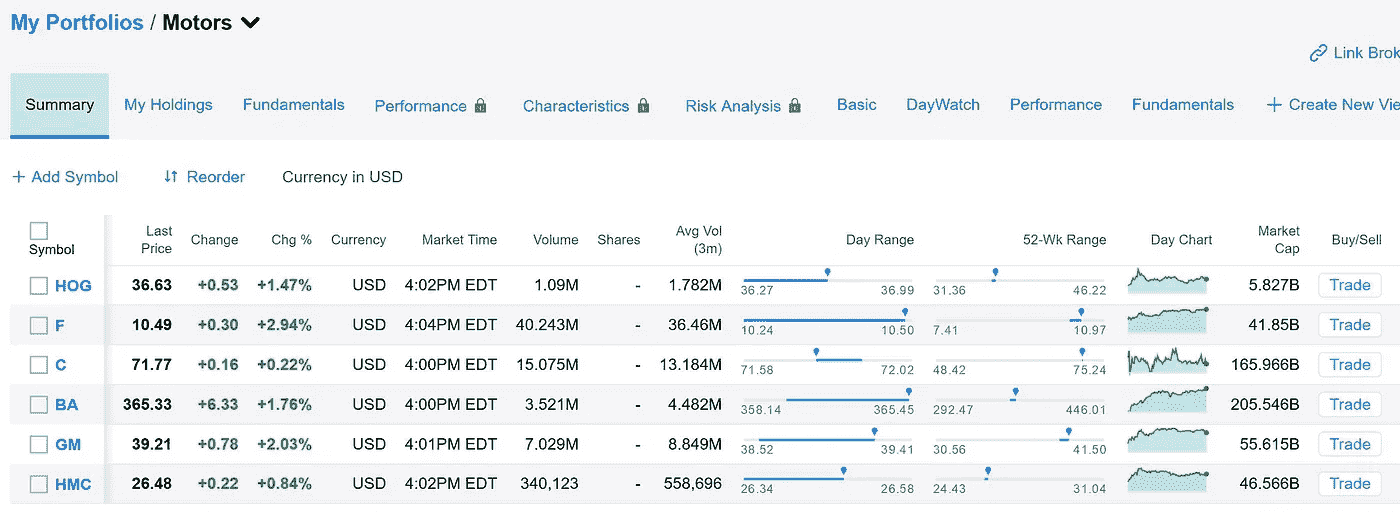 My Portfolios / Motors
Link Brok
Summary My Holdings Fundamentals Performance Characteristics Risk Analysis Basic DayWatch Performance Fundamentals + Create New Vie
+ Add Symbol Reorder Currency in USD
Symbol Last Price Change Chg % Currency Market Time Volume Shares Avg Vol (3m) Day Range 52-Wk Range Day Chart Market Cap Buy/Sell
HOG 36.63 +0.53 +1.47% USD 4:02PM EDT 1.09M - 1.782M 36.27 36.99 31.36 46.22 5.827B Trade
F 10.49 +0.30 +2.94% USD 4:04PM EDT 40.243M - 36.46M 10.24 10.50 7.41 10.97 41.85B Trade
C 71.77 +0.16 +0.22% USD 4:00PM EDT 15.075M - 13.184M 71.58 72.02 48.42 75.24 165.966B Trade
BA 365.33 +6.33 +1.76% USD 4:00PM EDT 3.521M - 4.482M 358.14 365.45 292.47 446.01 205.546B Trade
GM 39.21 +0.78 +2.03% USD 4:01PM EDT 7.029M - 8.849M 38.52 39.41 30.56 41.50 55.615B Trade
HMC 26.48 +0.22 +0.84% USD 4:02PM EDT 340,123 - 558,696 26.34 26.58 24.43 31.04 46.566B Trade